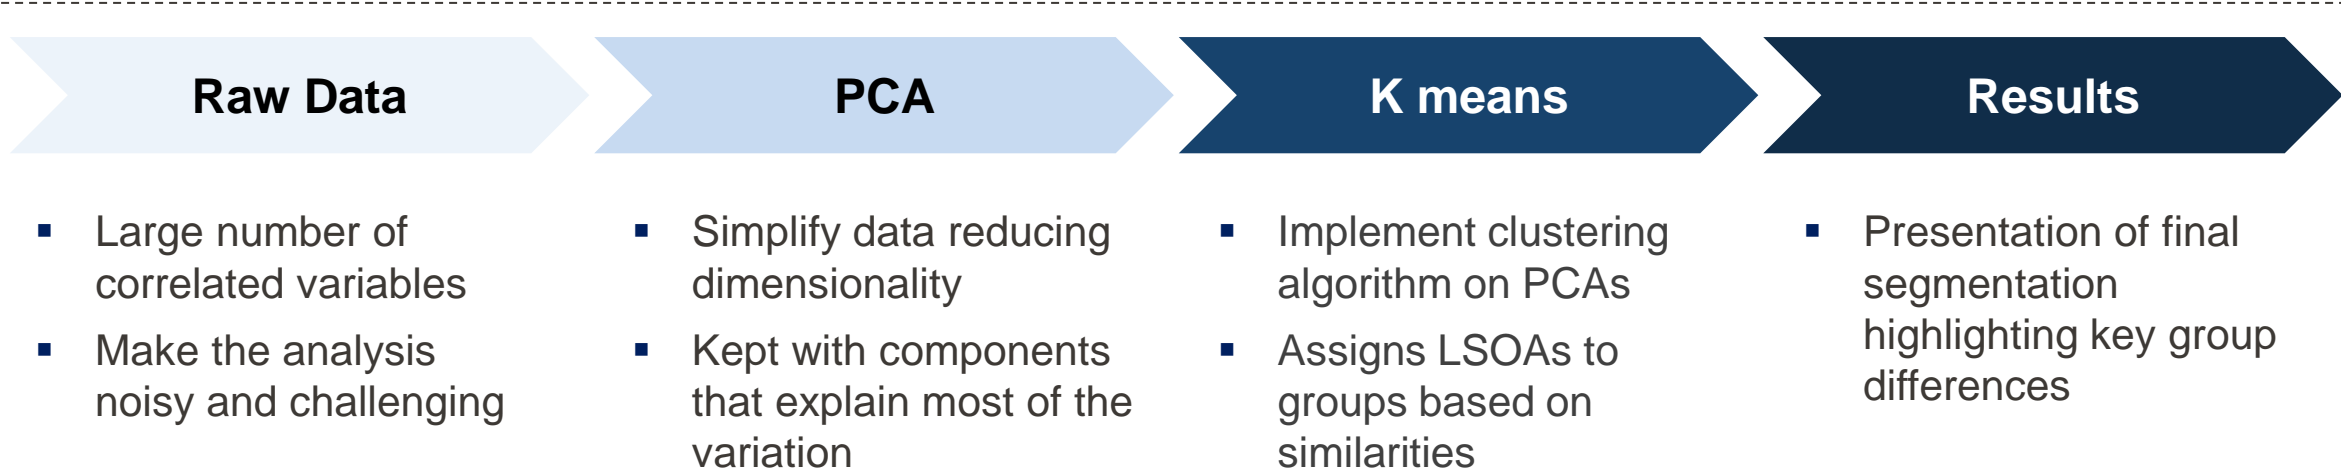 Raw Data
PCA
K means
Results
▪ Large number of
correlated variables
▪ Make the analysis
noisy and challenging
▪ Simplify data reducing
dimensionality
▪ Kept with components
that explain most of the
variation
▪ Implement clustering
algorithm on PCAs
▪ Assigns LSOAs to
groups based on
similarities
▪ Presentation of final
segmentation
highlighting key group
differences